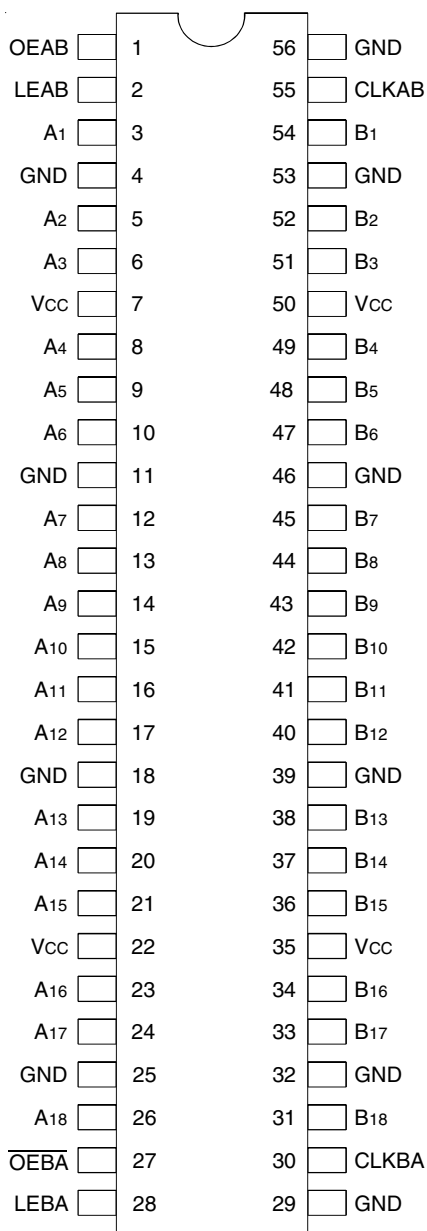 OEAB 1 56 GND
LEAB 2 55 CLKAB
A1 3 54 B1
GND 4 53 GND
A2 5 52 B2
A3 6 51 B3
VCC 7 50 VCC
A4 8 49 B4
A5 9 48 B5
A6 10 47 B6
GND 11 46 GND
A7 12 45 B7
A8 13 44 B8
A9 14 43 B9
A10 15 42 B10
A11 16 41 B11
A12 17 40 B12
GND 18 39 GND
A13 19 38 B13
A14 20 37 B14
A15 21 36 B15
VCC 22 35 VCC
A16 23 34 B16
A17 24 33 B17
GND 25 32 GND
A18 26 31 B18
O̅E̅B̅A̅ 27 30 CLKBA
LEBA 28 29 GND